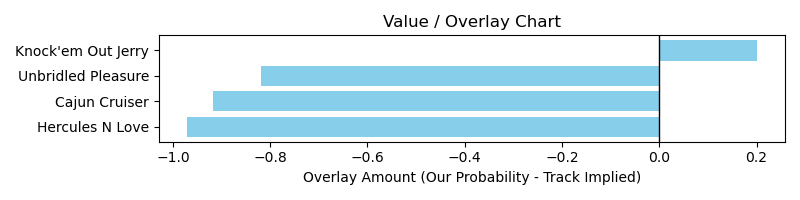 Value / Overlay Chart
Knock'em Out Jerry
Unbridled Pleasure
Cajun Cruiser
Hercules N Love
−1.0 −0.8 −0.6 −0.4 −0.2 0.0 0.2
Overlay Amount (Our Probability - Track Implied)